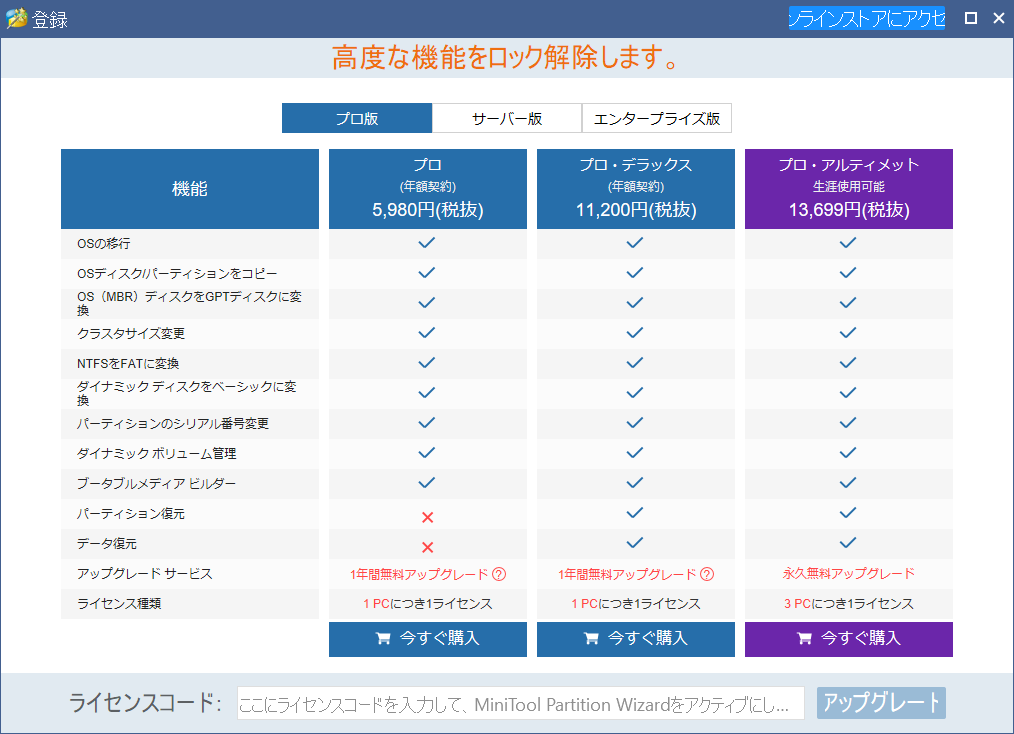 登録
ンラインストアにアクセ
高度な機能をロック解除します。
プロ版 サーバー版 エンタープライズ版
機能
プロ
(年額契約)
5,980円(税抜)
プロ・デラックス
(年額契約)
11,200円(税抜)
プロ・アルティメット
生涯使用可能
13,699円(税抜)
OSの移行
OSディスク/パーティションをコピー
OS（MBR）ディスクをGPTディスクに変
換
クラスタサイズ変更
NTFSをFATに変換
ダイナミック ディスクをベーシックに変
換
パーティションのシリアル番号変更
ダイナミック ボリューム管理
ブータブルメディア ビルダー
パーティション復元
データ復元
アップグレード サービス 1年間無料アップグレード ? 1年間無料アップグレード ? 永久無料アップグレード
ライセンス種類 1 PCにつき1ライセンス 1 PCにつき1ライセンス 3 PCにつき1ライセンス
今すぐ購入 今すぐ購入 今すぐ購入
ライセンスコード: ここにライセンスコードを入力して、MiniTool Partition Wizardをアクティブにし... アップグレート